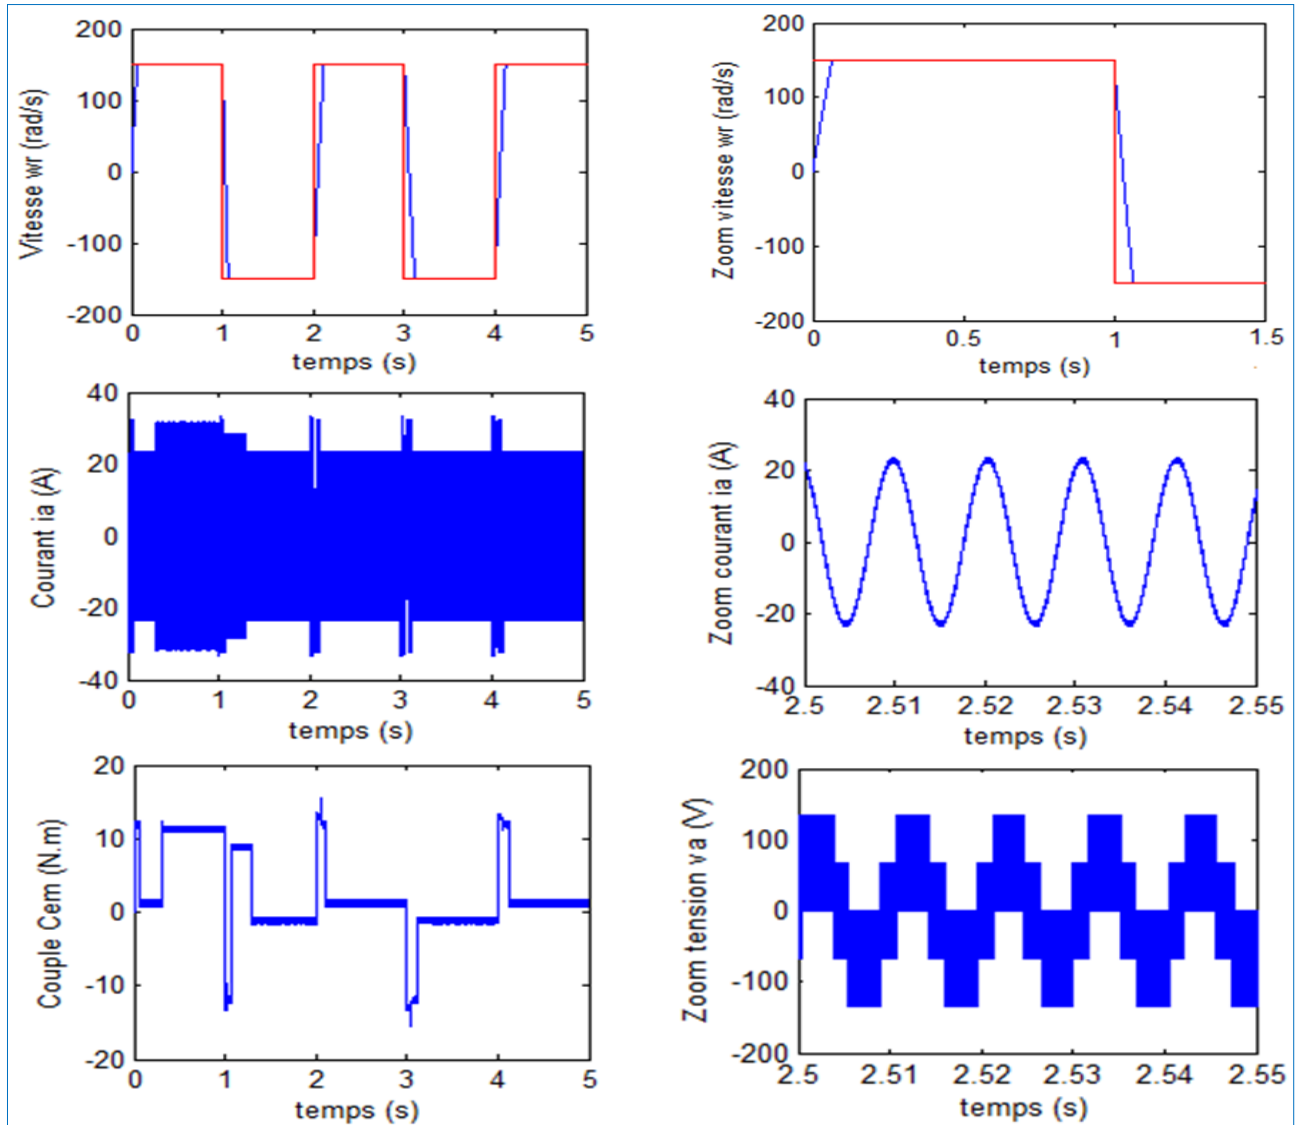 200
100
0
-100
-200
Vitesse wr (rad/s)
0 1 2 3 4 5
temps (s)
200
100
0
-100
-200
Zoom vitesse wr (rad/s)
0 0.5 1 1.5
temps (s)
40
20
0
-20
-40
Courant ia (A)
0 1 2 3 4 5
temps (s)
40
20
0
-20
-40
Zoom courant ia (A)
2.5 2.51 2.52 2.53 2.54 2.55
temps (s)
20
10
0
-10
-20
Couple Cem (N.m)
0 1 2 3 4 5
temps (s)
200
100
0
-100
-200
Zoom tension va (V)
2.5 2.51 2.52 2.53 2.54 2.55
temps (s)